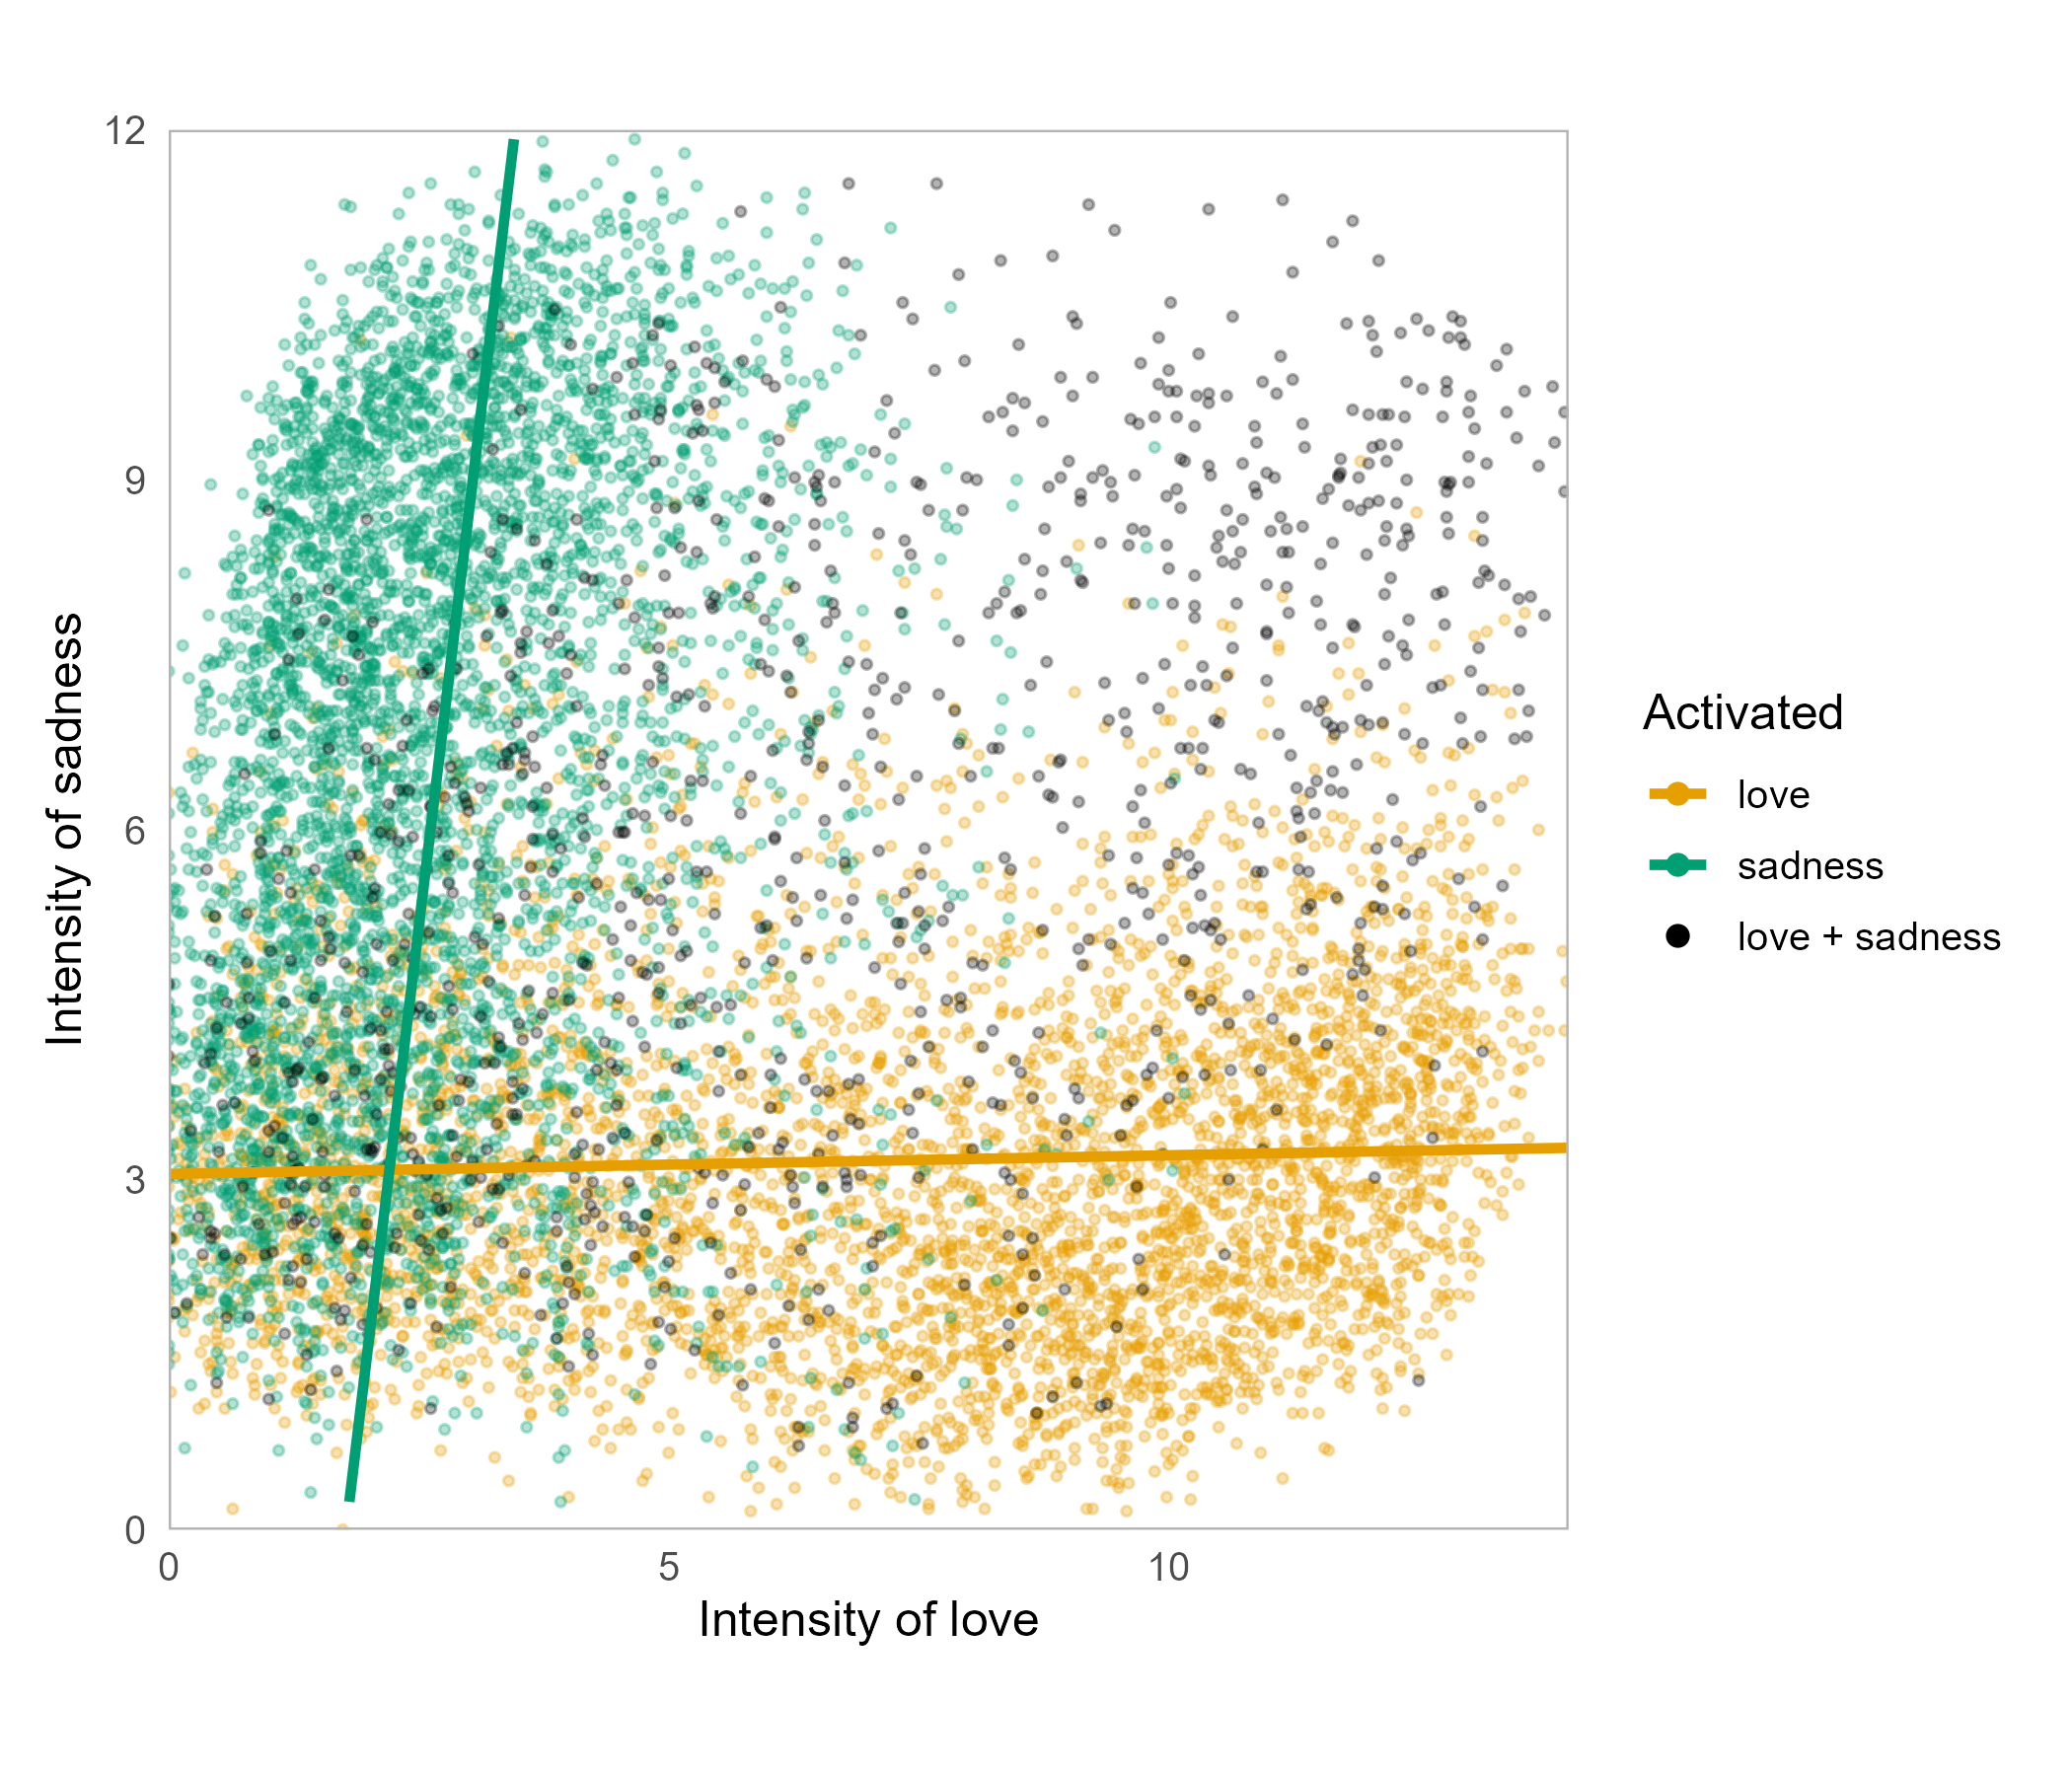 12
9
6
3
0
0 5 10
Intensity of love
Intensity of sadness
Activated
love
sadness
love + sadness